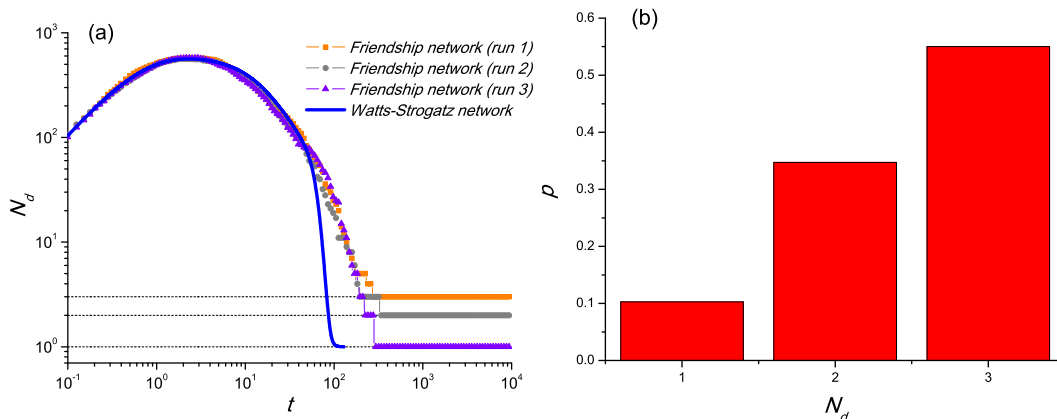 (a)
10^3
10^2
10^1
10^0
N_d
10^-1
10^0
10^1
10^2
10^3
10^4
t
Friendship network (run 1)
Friendship network (run 2)
Friendship network (run 3)
Watts-Strogatz network
(b)
0.6
0.5
0.4
0.3
0.2
0.1
0.0
p
1
2
3
N_d